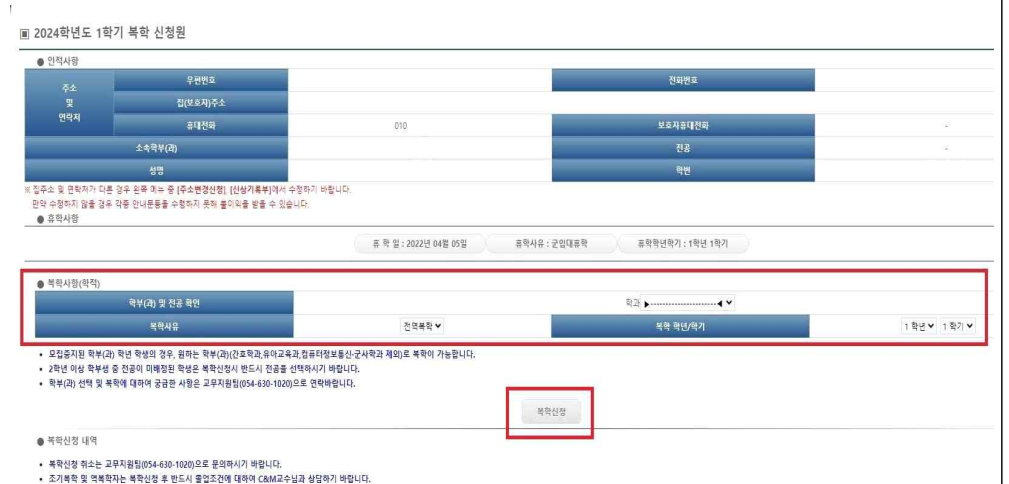 ▣ 2024학년도 1학기 복학 신청원
● 인적사항
주소 및 연락처
우편번호
전화번호
집(보호자)주소
휴대전화
010
보호자휴대전화
-
소속학부(과)
전공
-
성명
학번
※ 집주소 및 연락처가 다른 경우 왼쪽 메뉴 중 [주소변경신청], [신상기록부]에서 수정하기 바랍니다.
만약 수정하지 않을 경우 각종 안내문등을 수령하지 못해 불이익을 받을 수 있습니다.
● 휴학사항
휴 학 일 : 2022년 04월 05일
휴학사유 : 군입대휴학
휴학학년학기 : 1학년 1학기
● 복학사항(학적)
학부(과) 및 전공 확인
학과 ▶----------------------◀
복학사유
전역복학
복학 학년/학기
1 학년 1 학기
• 모집중지된 학부(과) 학년 학생의 경우, 원하는 학부(과)(간호학과,유아교육과,컴퓨터정보통신·군사학과 제외)로 복학이 가능합니다.
• 2학년 이상 학부생 중 전공이 미배정된 학생은 복학신청시 반드시 전공을 선택하시기 바랍니다.
• 학부(과) 선택 및 복학에 대하여 궁금한 사항은 교무지원팀(054-630-1020)으로 연락바랍니다.
복학신청
● 복학신청 내역
• 복학신청 취소는 교무지원팀(054-630-1020)으로 문의하시기 바랍니다.
• 조기복학 및 역복학자는 복학신청 후 반드시 졸업조건에 대하여 C&M교수님과 상담하기 바랍니다.